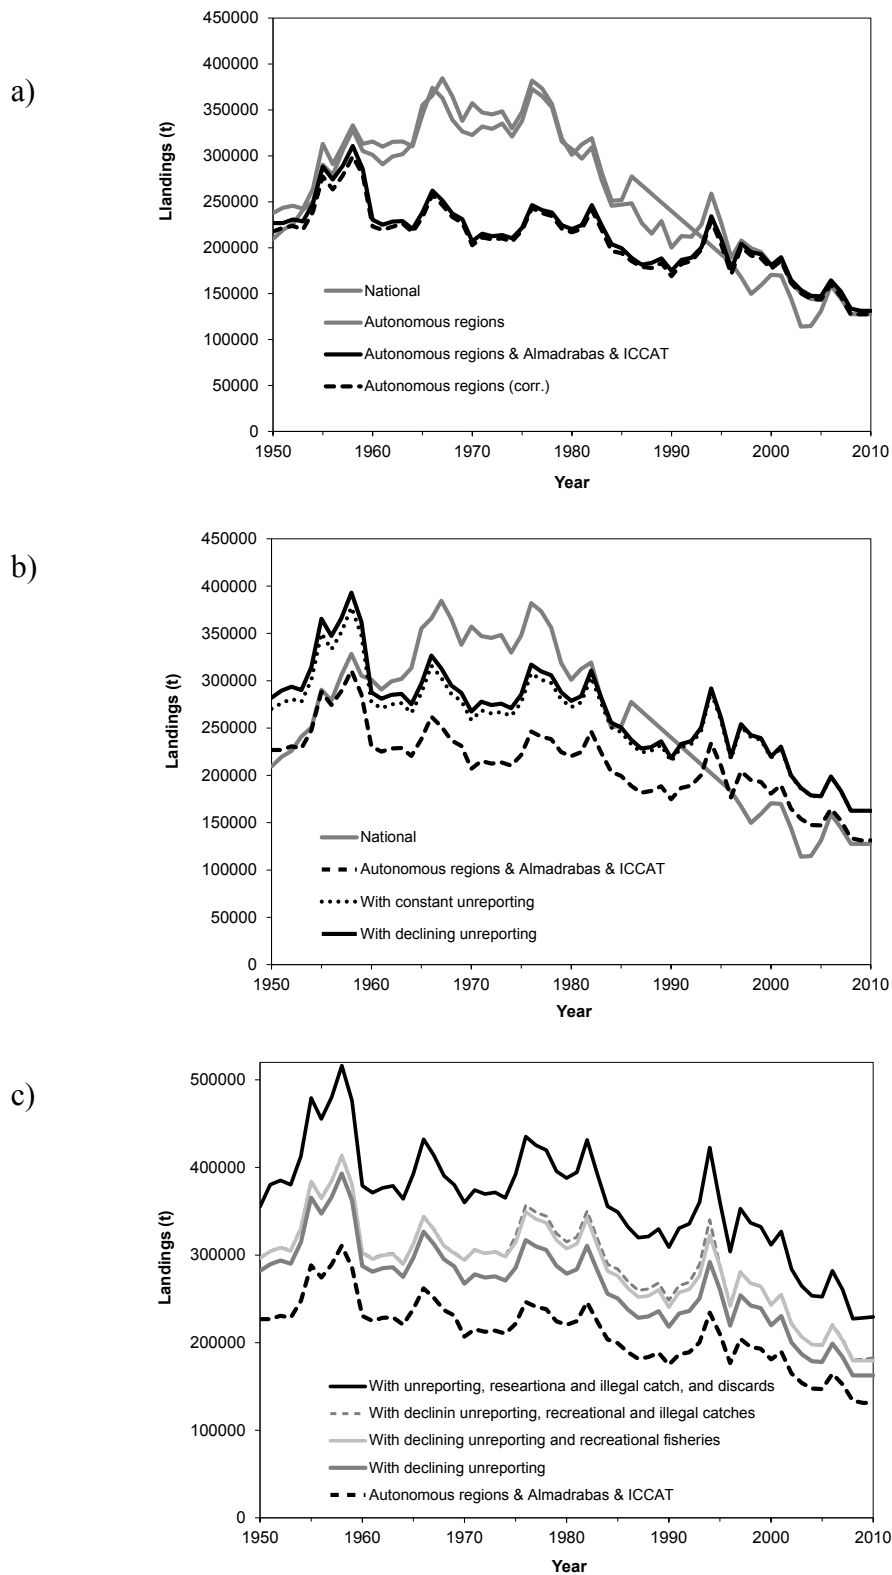 a)
450000
400000
350000
300000
250000
200000
150000
100000
50000
0
Llandings (t)
National
Autonomous regions
Autonomous regions & Almadrabas & ICCAT
Autonomous regions (corr.)
1950 1960 1970 1980 1990 2000 2010
Year
b)
450000
400000
350000
300000
250000
200000
150000
100000
50000
0
Landings (t)
National
Autonomous regions & Almadrabas & ICCAT
With constant unreporting
With declining unreporting
1950 1960 1970 1980 1990 2000 2010
Year
c)
500000
400000
300000
200000
100000
0
Landings (t)
With unreporting, researtiona and illegal catch, and discards
With declinin unreporting, recreational and illegal catches
With declining unreporting and recreational fisheries
With declining unreporting
Autonomous regions & Almadrabas & ICCAT
1950 1960 1970 1980 1990 2000 2010
Year